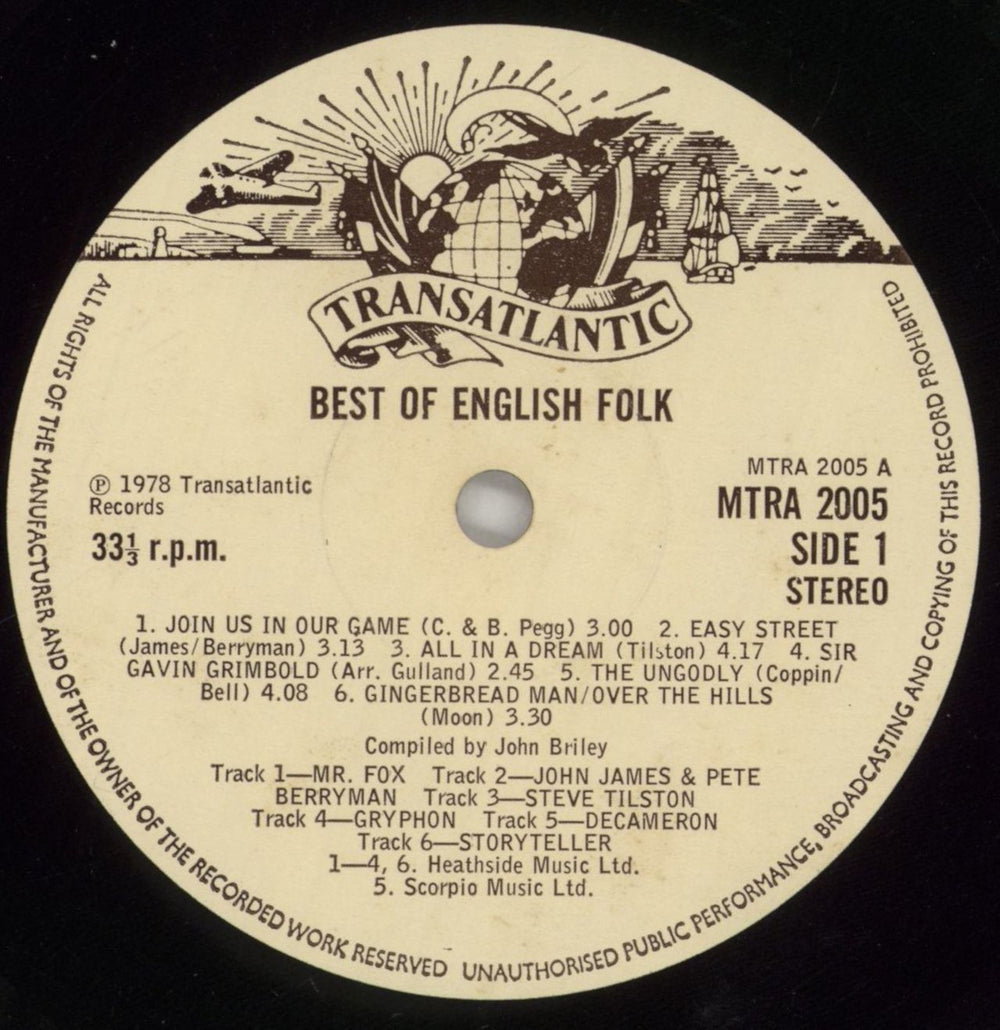 TRANSATLANTIC
BEST OF ENGLISH FOLK
Ⓟ 1978 Transatlantic
Records
33⅓ r.p.m.
MTRA 2005 A
MTRA 2005
SIDE 1
STEREO
1. JOIN US IN OUR GAME (C. & B. Pegg) 3.00 2. EASY STREET
(James/Berryman) 3.13 3. ALL IN A DREAM (Tilston) 4.17 4. SIR
GAVIN GRIMBOLD (Arr. Gulland) 2.45 5. THE UNGODLY (Coppin/
Bell) 4.08 6. GINGERBREAD MAN/OVER THE HILLS
(Moon) 3.30
Compiled by John Briley
Track 1—MR. FOX Track 2—JOHN JAMES & PETE
BERRYMAN Track 3—STEVE TILSTON
Track 4—GRYPHON Track 5—DECAMERON
Track 6—STORYTELLER
1—4, 6. Heathside Music Ltd.
5. Scorpio Music Ltd.
ALL RIGHTS OF THE MANUFACTURER AND OF THE OWNER OF THE RECORDED WORK RESERVED UNAUTHORISED PUBLIC PERFORMANCE, BROADCASTING AND COPYING OF THIS RECORD PROHIBITED